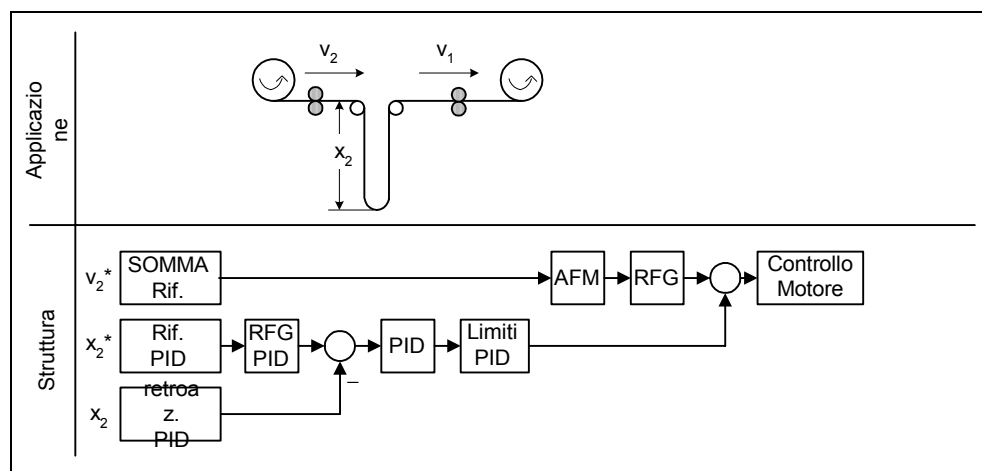 Applicazio
ne
v2
v1
x2
Struttura
v2*
SOMMA
Rif.
AFM
RFG
Controllo
Motore
x2*
Rif.
PID
RFG
PID
PID
Limiti
PID
–
x2
retroa
z.
PID